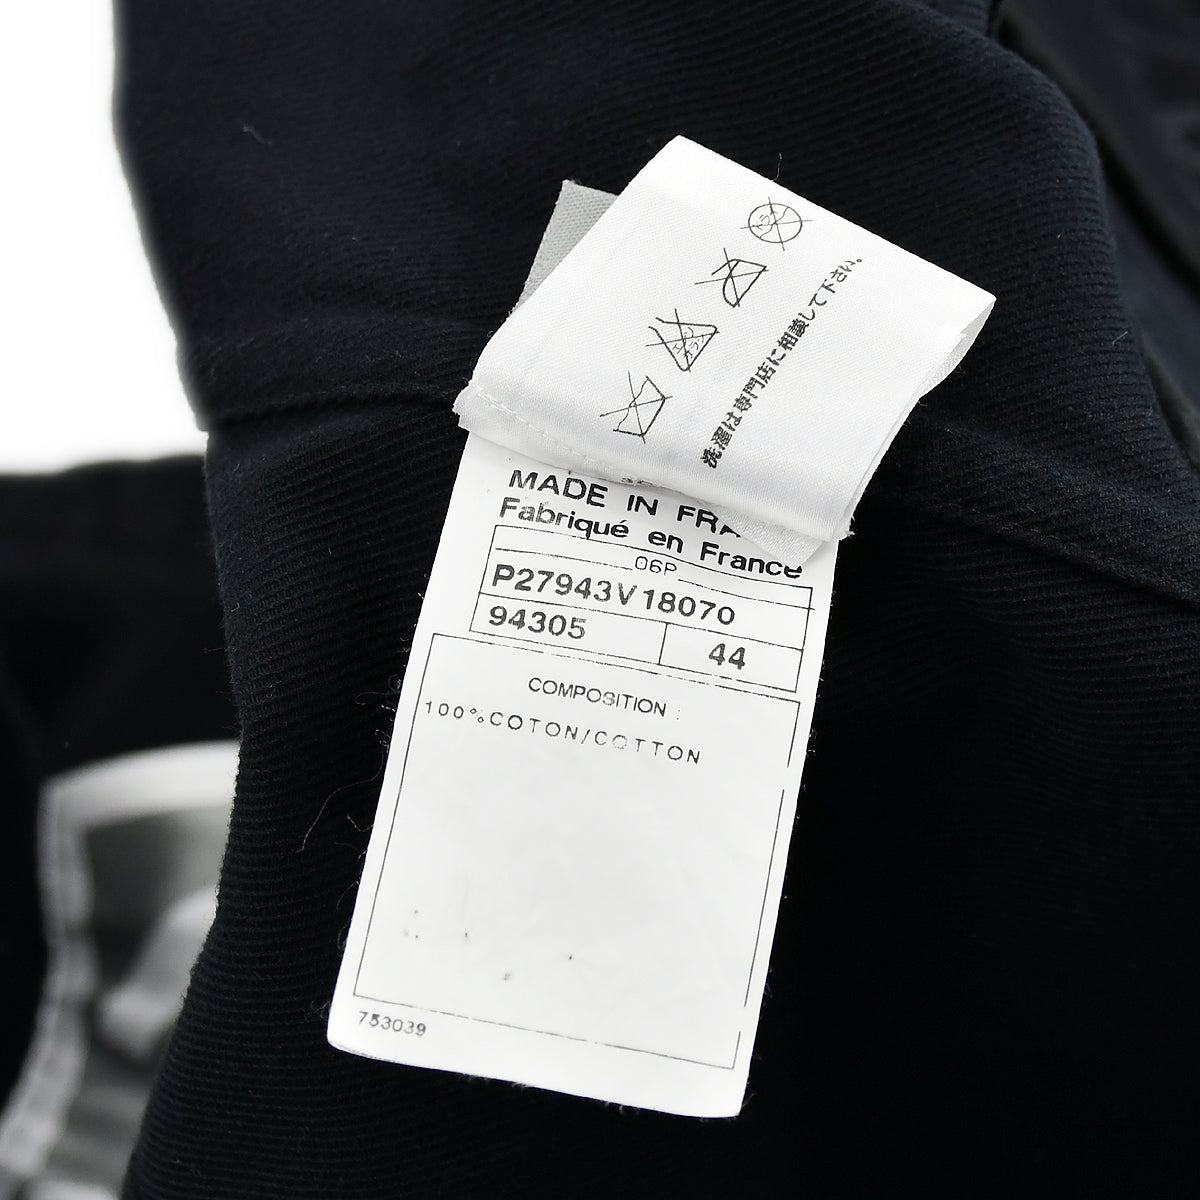 洗濯は専門店に相談して下さい。
MADE IN FRA
Fabriqué en France
06P
P27943V18070
94305
44
COMPOSITION :
100%COTON/COTTON
753039